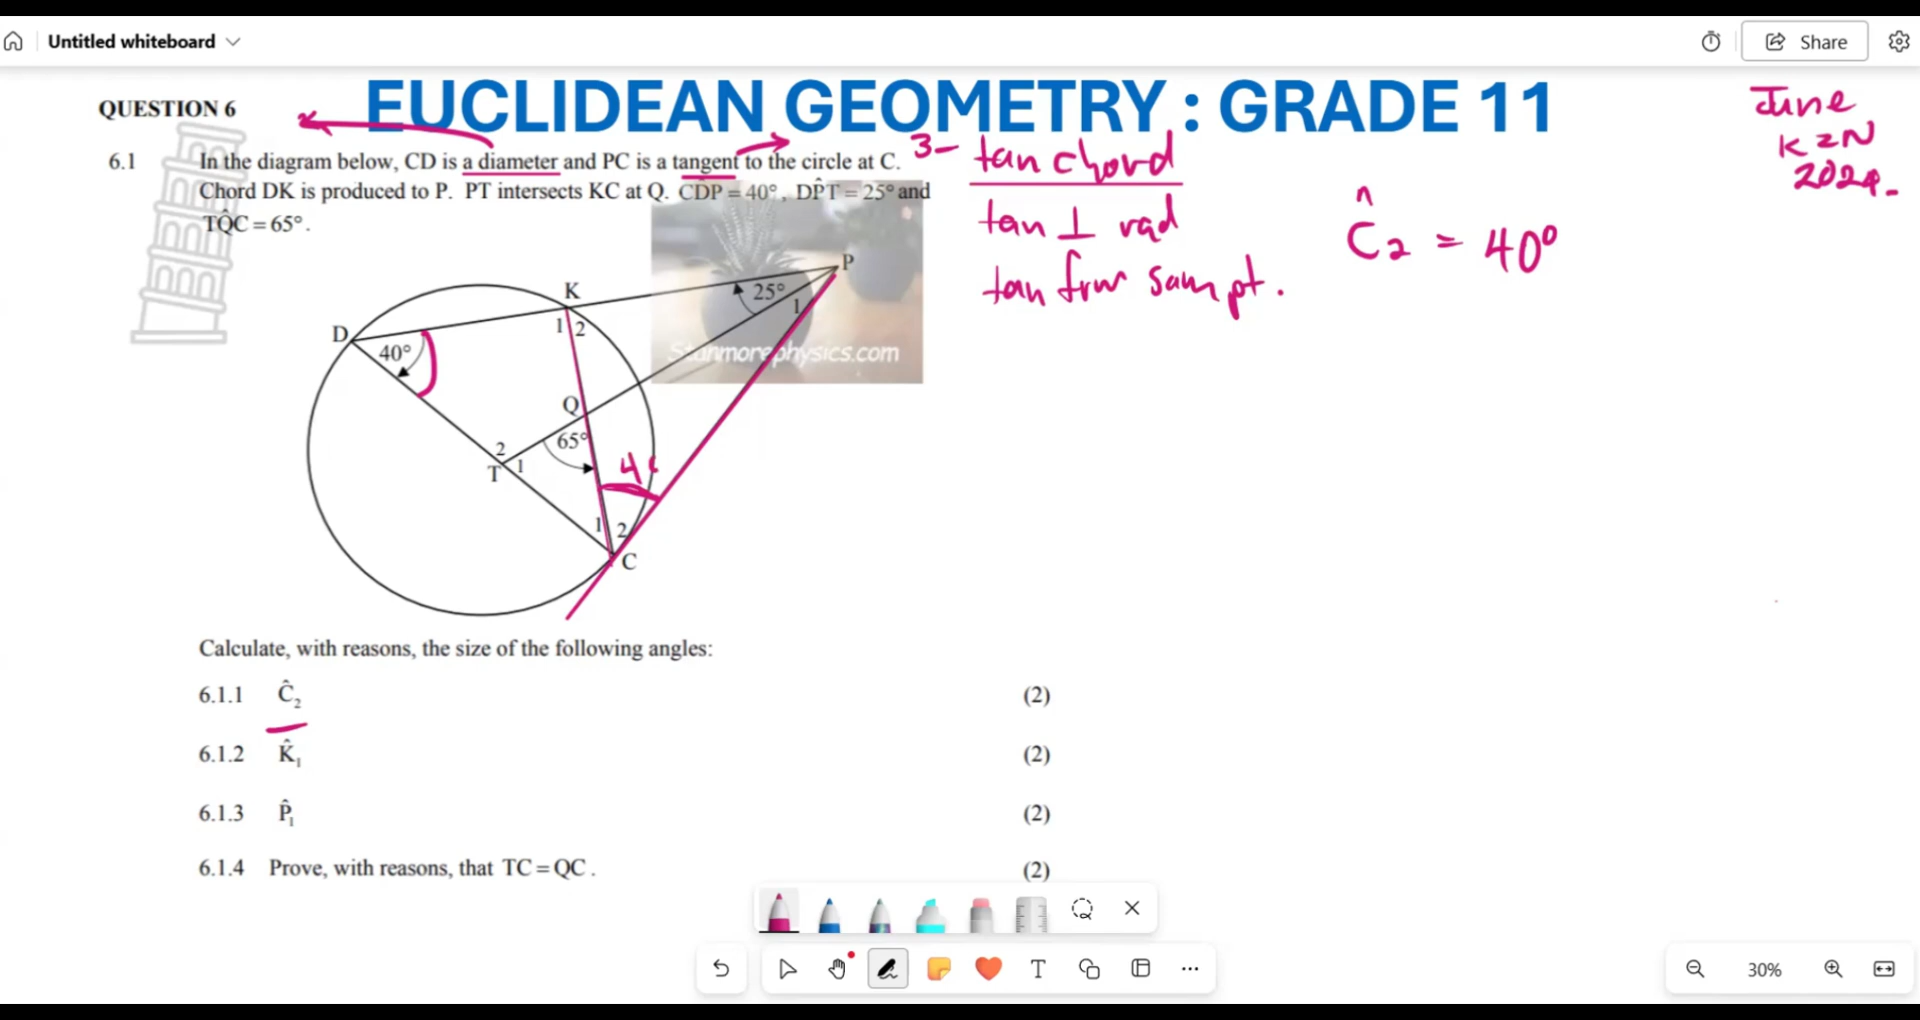 Untitled whiteboard
Share
EUCLIDEAN GEOMETRY : GRADE 11
QUESTION 6
June
KZN
2024.
6.1 In the diagram below, CD is a diameter and PC is a tangent to the circle at C.
Chord DK is produced to P. PT intersects KC at Q. CD̂P = 40°, DP̂T = 25° and
TQ̂C = 65°.
3- tan chord
tan ⊥ rad
tan from sam pt.
Ĉ2 = 40°
P
K
25°
1
1 2
D
40°
Stanmorephysics.com
Q
65°
2
T 1
1 2
C
Calculate, with reasons, the size of the following angles:
6.1.1 Ĉ₂ (2)
6.1.2 K̂₁ (2)
6.1.3 P̂₁ (2)
6.1.4 Prove, with reasons, that TC = QC. (2)
T
30%